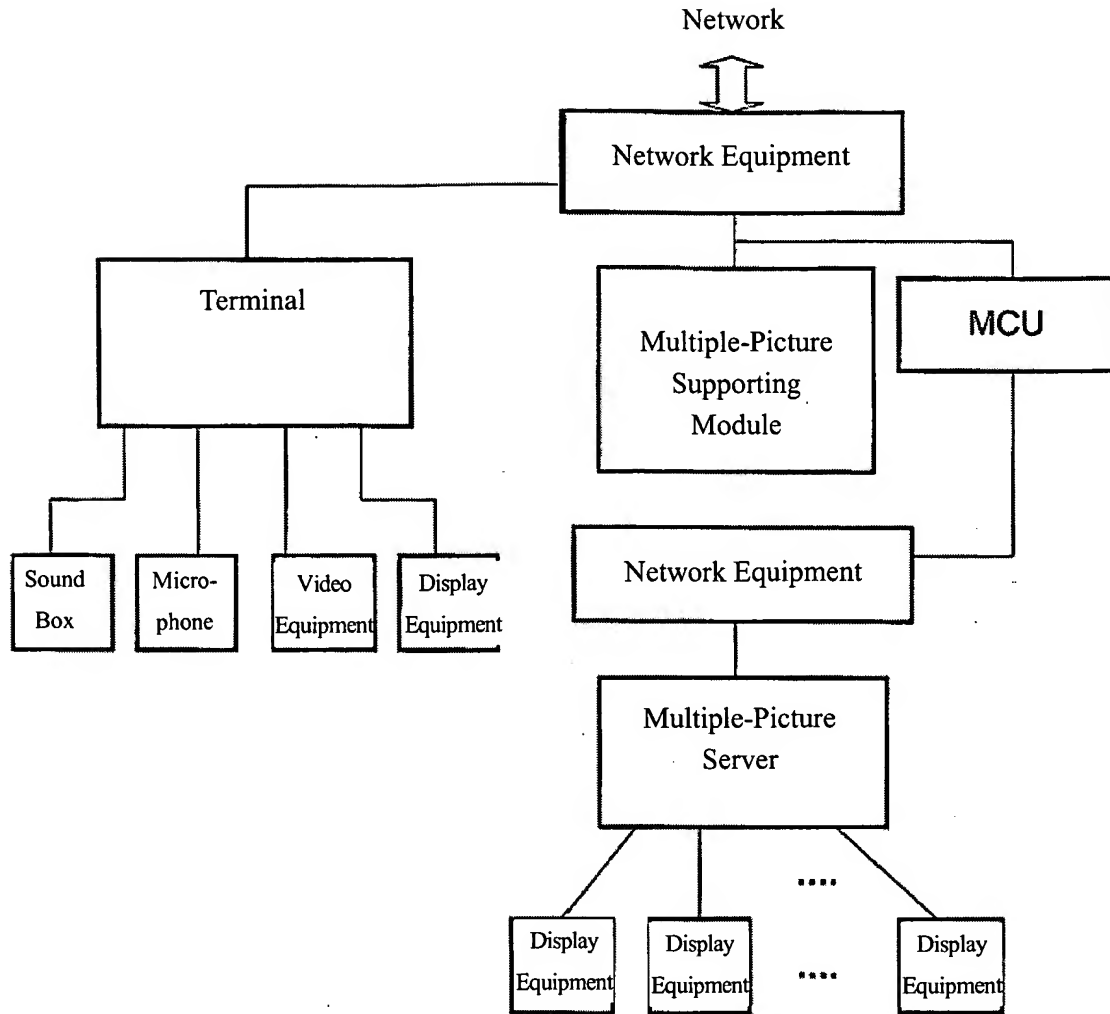 Network
Network Equipment
Terminal
Multiple-Picture
Supporting
Module
MCU
Sound
Box
Micro-
phone
Video
Equipment
Display
Equipment
Network Equipment
Multiple-Picture
Server
....
Display
Equipment
Display
Equipment
....
Display
Equipment